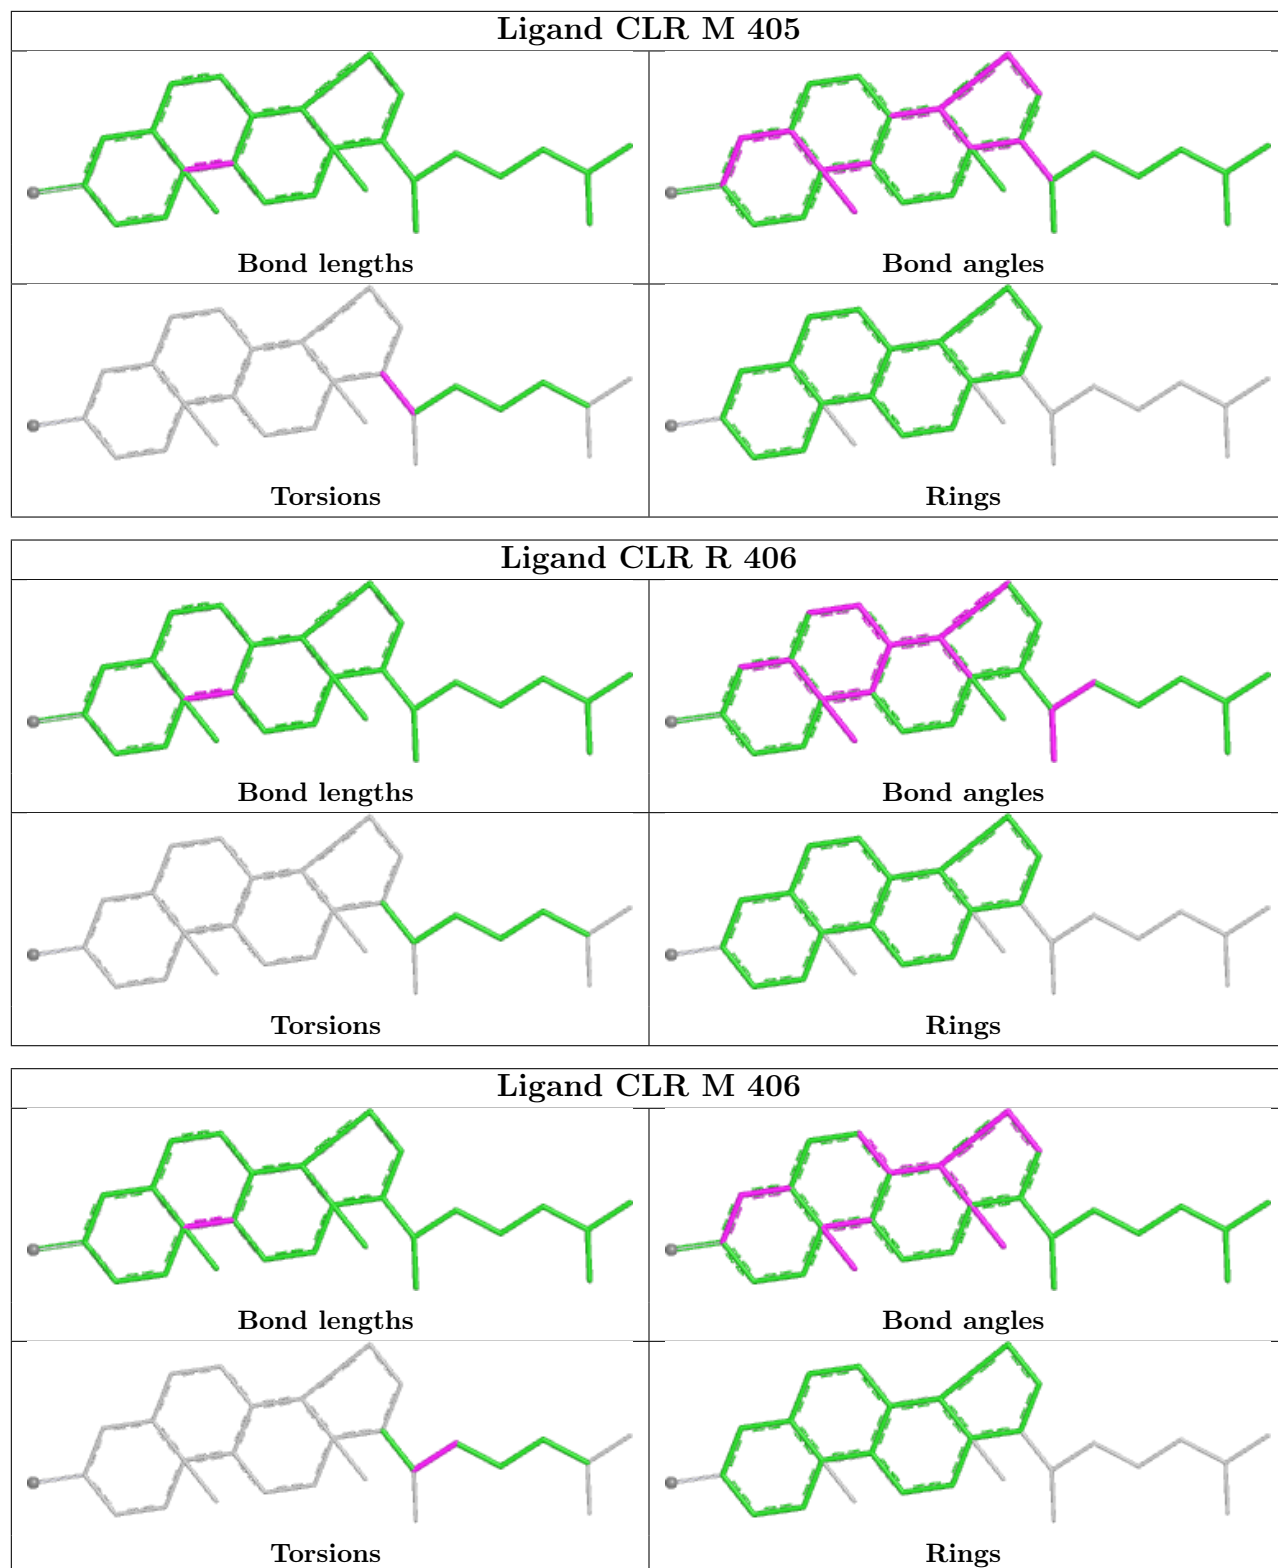 Ligand CLR M 405
Bond lengths
Bond angles
Torsions
Rings
Ligand CLR R 406
Bond lengths
Bond angles
Torsions
Rings
Ligand CLR M 406
Bond lengths
Bond angles
Torsions
Rings